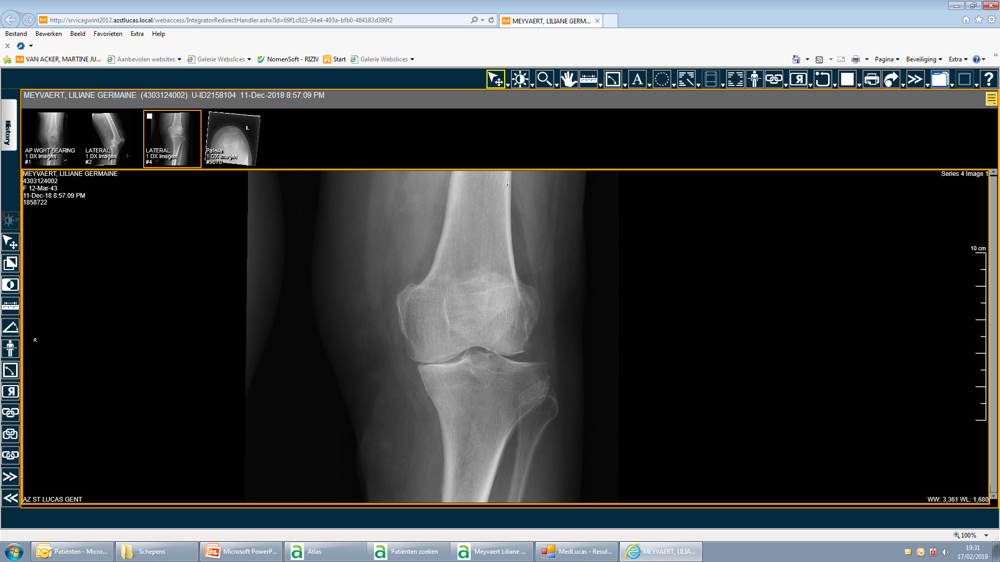 http://srvicagwint2012.azstlucas.local/webaccess/IntegratorRedirectHandler.ashx?Id=69f1c923-94e4-493a-bfb0-484183d399f2
MEYVAERT, LILIANE GERM...
Bestand Bewerken Beeld Favorieten Extra Help
VAN ACKER, MARTINE JU... Aanbevolen websites Galerie Webslices NomenSoft - RIZIV Start Galerie Webslices
Pagina Beveiliging Extra
MEYVAERT, LILIANE GERMAINE (4303124002) U-ID2158104 11-Dec-2018 8:57:09 PM
History
AP WGHT BEARING
1 DX Images
#1
LATERAL
1 DX Images
#2
LATERAL
1 DX Images
#4
L
Patella
1 DX Images
#9070
MEYVAERT, LILIANE GERMAINE
4303124002
F 12-Mar-43
11-Dec-18 8:57:09 PM
1858722
Series 4 Image 1
H
10 cm
R
AZ ST LUCAS GENT
WW: 3,361 WL: 1,680
100%
Patiënten - Micro...
Schepens
Microsoft PowerP...
Atlas
Patiënten zoeken
Meyvaert Liliane ...
MedLucas - Resul...
MEYVAERT, LILIA...
19:31
17/02/2019